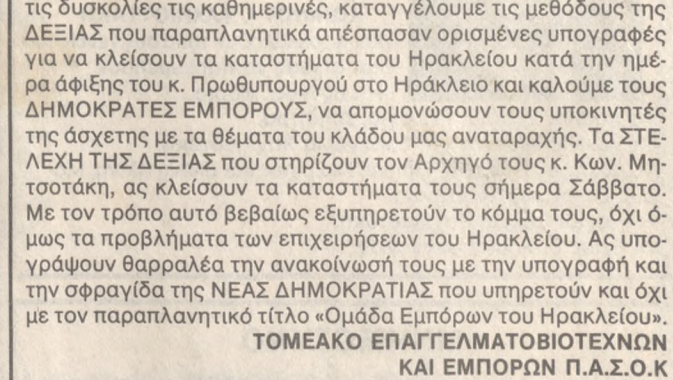 τις δυσκολίες τις καθημερινές, καταγγέλουμε τις μεθόδους της
ΔΕΞΙΑΣ που παραπλανητικά απέσπασαν ορισμένες υπογραφές
για να κλείσουν τα καταστήματα του Ηρακλείου κατά την ημέ-
ρα άφιξης του κ. Πρωθυπουργού στο Ηράκλειο και καλούμε τους
ΔΗΜΟΚΡΑΤΕΣ ΕΜΠΟΡΟΥΣ, να απομονώσουν τους υποκινητές
της άσχετης με τα θέματα του κλάδου μας αναταραχής. Τα ΣΤΕ-
ΛΕΧΗ ΤΗΣ ΔΕΞΙΑΣ που στηρίζουν τον Αρχηγό τους κ. Κων. Μη-
τσοτάκη, ας κλείσουν τα καταστήματα τους σήμερα Σάββατο.
Με τον τρόπο αυτό βεβαίως εξυπηρετούν το κόμμα τους, όχι ό-
μως τα προβλήματα των επιχειρήσεων του Ηρακλείου. Ας υπο-
γράψουν θαρραλέα την ανακοίνωσή τους με την υπογραφή και
την σφραγίδα της ΝΕΑΣ ΔΗΜΟΚΡΑΤΙΑΣ που υπηρετούν και όχι
με τον παραπλανητικό τίτλο «Ομάδα Εμπόρων του Ηρακλείου».
ΤΟΜΕΑΚΟ ΕΠΑΓΓΕΛΜΑΤΟΒΙΟΤΕΧΝΩΝ
ΚΑΙ ΕΜΠΟΡΩΝ Π.Α.Σ.Ο.Κ